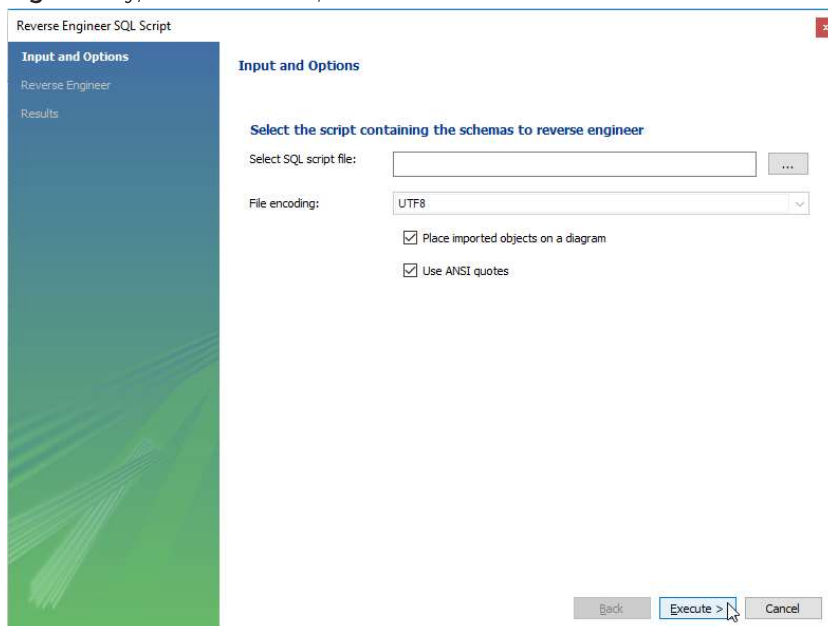 Reverse Engineer SQL Script
Input and Options
Reverse Engineer
Results
Input and Options
Select the script containing the schemas to reverse engineer
Select SQL script file:
...
File encoding:
UTF8
Place imported objects on a diagram
Use ANSI quotes
Back
Execute >
Cancel